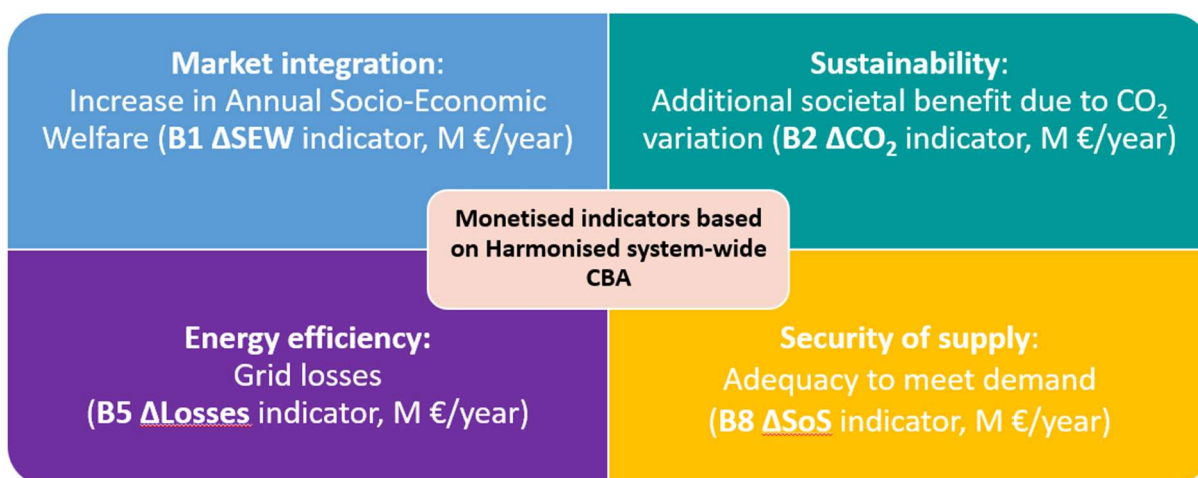 Market integration:
Increase in Annual Socio-Economic
Welfare (B1 ΔSEW indicator, M €/year)
Sustainability:
Additional societal benefit due to CO₂
variation (B2 ΔCO₂ indicator, M €/year)
Monetised indicators based
on Harmonised system-wide
CBA
Energy efficiency:
Grid losses
(B5 ΔLosses indicator, M €/year)
Security of supply:
Adequacy to meet demand
(B8 ΔSoS indicator, M €/year)